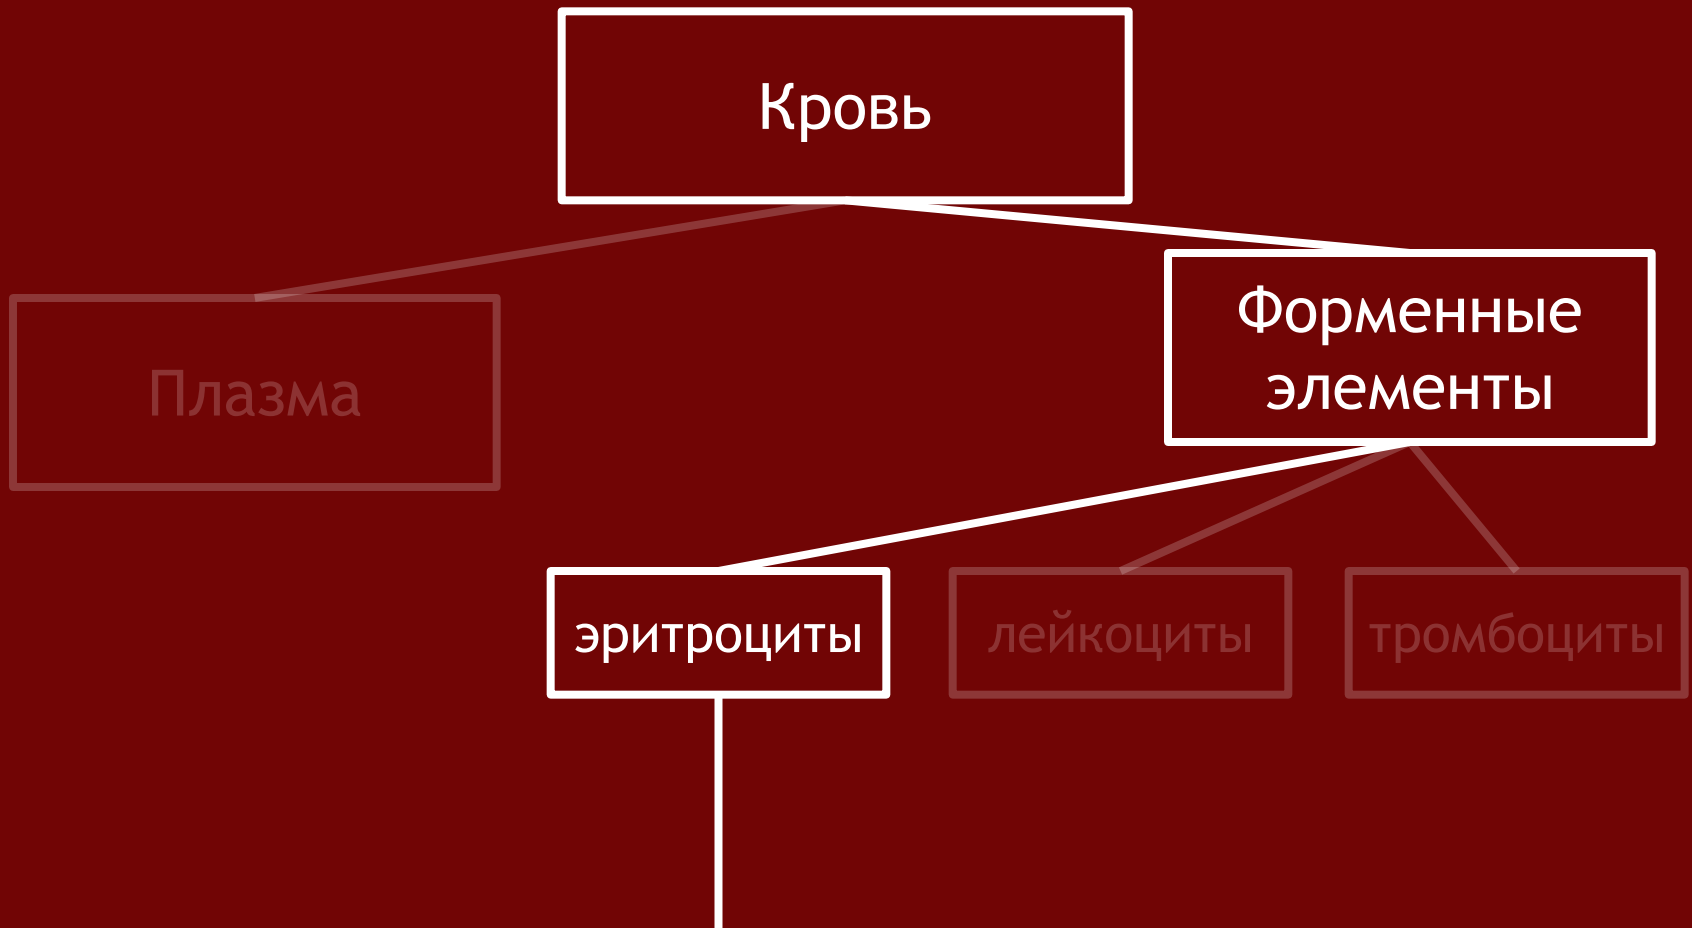 Кровь
Форменные
элементы
Плазма
эритроциты
лейкоциты
тромбоциты